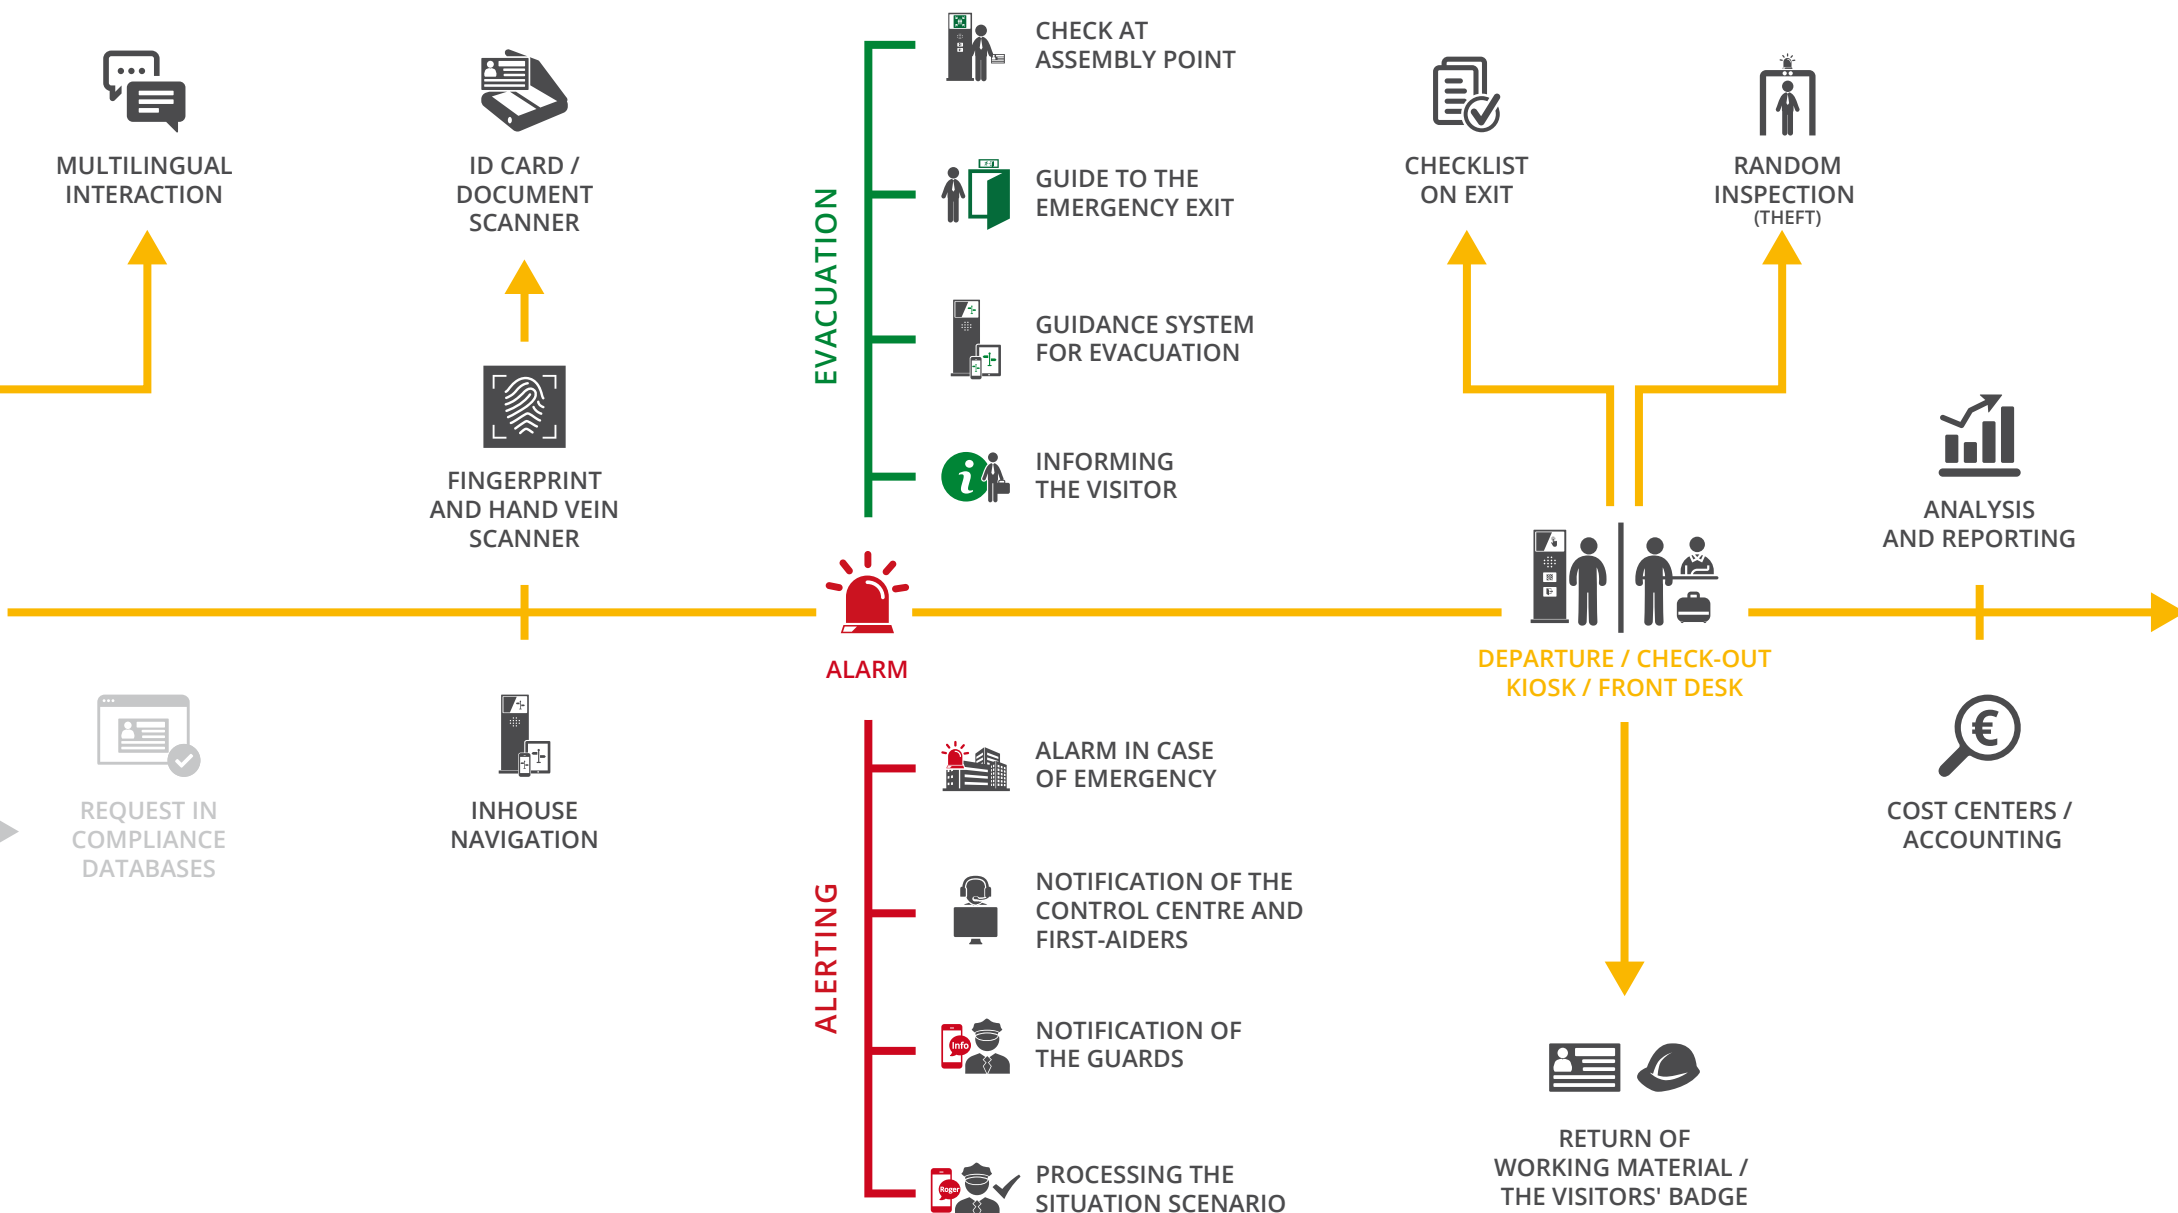 MULTILINGUAL
INTERACTION
ID CARD /
DOCUMENT
SCANNER
FINGERPRINT
AND HAND VEIN
SCANNER
REQUEST IN
COMPLIANCE
DATABASES
INHOUSE
NAVIGATION
EVACUATION
CHECK AT
ASSEMBLY POINT
GUIDE TO THE
EMERGENCY EXIT
GUIDANCE SYSTEM
FOR EVACUATION
INFORMING
THE VISITOR
ALARM
ALERTING
ALARM IN CASE
OF EMERGENCY
NOTIFICATION OF THE
CONTROL CENTRE AND
FIRST-AIDERS
Info
NOTIFICATION OF
THE GUARDS
Roger
PROCESSING THE
SITUATION SCENARIO
CHECKLIST
ON EXIT
RANDOM
INSPECTION
(THEFT)
DEPARTURE / CHECK-OUT
KIOSK / FRONT DESK
RETURN OF
WORKING MATERIAL /
THE VISITORS' BADGE
ANALYSIS
AND REPORTING
€
COST CENTERS /
ACCOUNTING